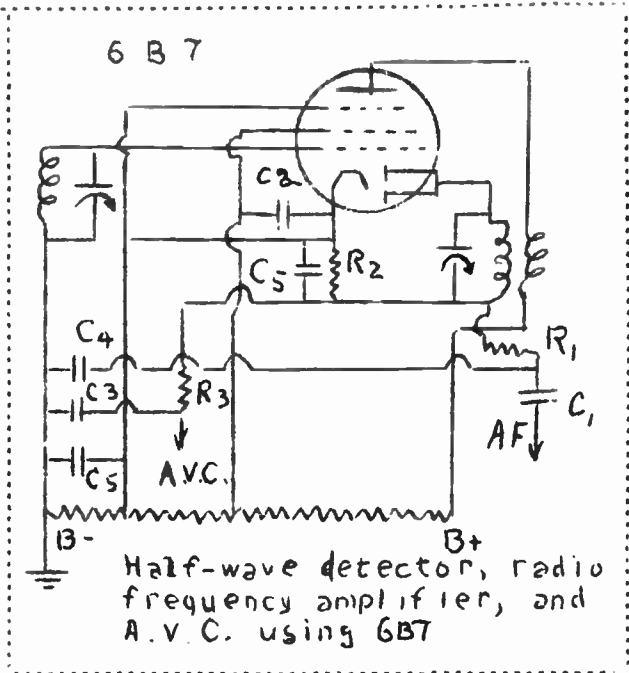 6 B 7
C2
C5
R2
C4
R1
C3
R3
C1
A.V.C.
AF
C5
B-
B+
Half-wave detector, radio
frequency amplifier, and
A.V.C. using 6B7